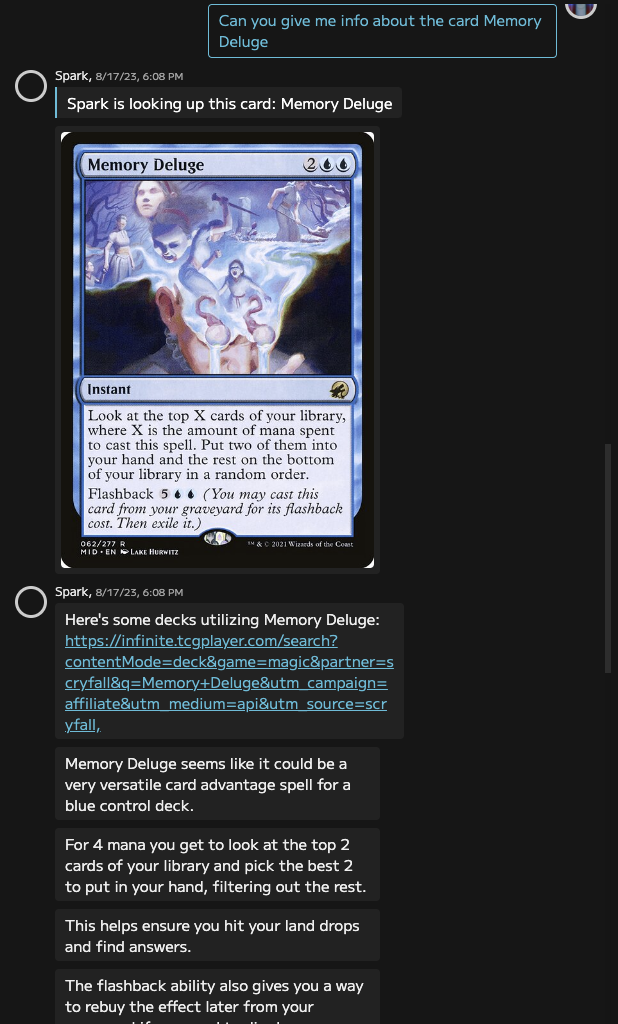 Can you give me info about the card Memory
Deluge
Spark, 8/17/23, 6:08 PM
Spark is looking up this card: Memory Deluge
Memory Deluge 2
Instant
Look at the top X cards of your library,
where X is the amount of mana spent
to cast this spell. Put two of them into
your hand and the rest on the bottom
of your library in a random order.
Flashback 5 (You may cast this
card from your graveyard for its flashback
cost. Then exile it.)
062/277 R
MID • EN LAKE HURWITZ
™ & © 2021 Wizards of the Coast
Spark, 8/17/23, 6:08 PM
Here's some decks utilizing Memory Deluge:
https://infinite.tcgplayer.com/search?
contentMode=deck&game=magic&partner=s
cryfall&q=Memory+Deluge&utm_campaign=
affiliate&utm_medium=api&utm_source=scr
yfall,
Memory Deluge seems like it could be a
very versatile card advantage spell for a
blue control deck.
For 4 mana you get to look at the top 2
cards of your library and pick the best 2
to put in your hand, filtering out the rest.
This helps ensure you hit your land drops
and find answers.
The flashback ability also gives you a way
to rebuy the effect later from your